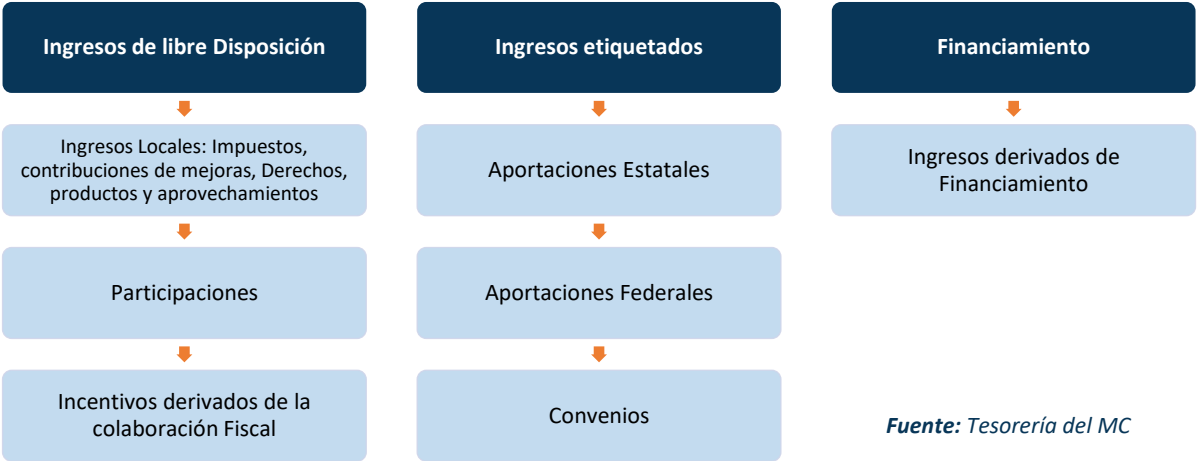 Ingresos de libre Disposición
Ingresos Locales: Impuestos,
contribuciones de mejoras, Derechos,
productos y aprovechamientos
Participaciones
Incentivos derivados de la
colaboración Fiscal
Ingresos etiquetados
Aportaciones Estatales
Aportaciones Federales
Convenios
Financiamiento
Ingresos derivados de
Financiamiento
Fuente: Tesorería del MC